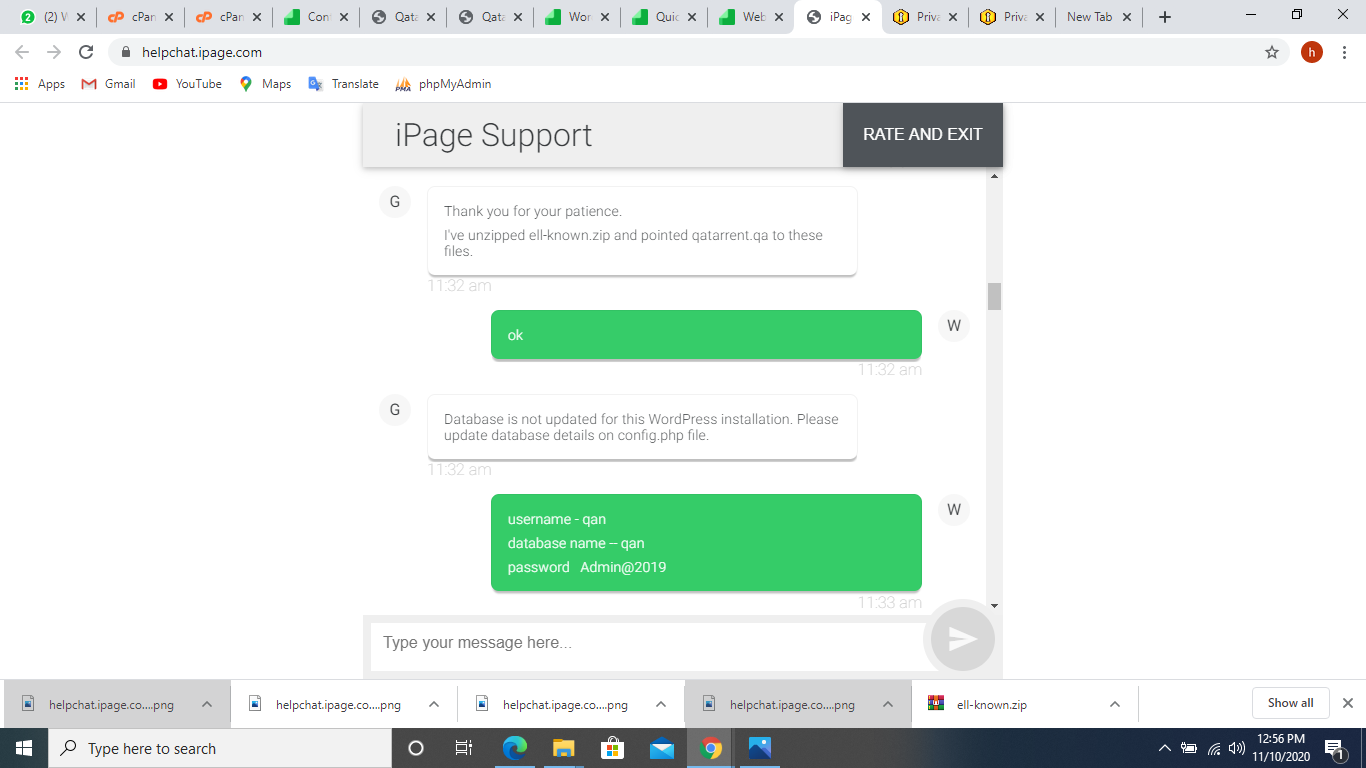 (2) W
cPan
cPan
Con
Qata
Qata
Wor
Quic
Web
iPag
Priva
Priva
New Tab
helpchat.ipage.com
h
Apps
Gmail
YouTube
Maps
Translate
phpMyAdmin
iPage Support
RATE AND EXIT
G
Thank you for your patience.
I've unzipped ell-known.zip and pointed qatarrent.qa to these
files.
11:32 am
ok
W
11:32 am
G
Database is not updated for this WordPress installation. Please
update database details on config.php file.
11:32 am
username - qan
database name -- qan
password   Admin@2019
W
11:33 am
Type your message here...
helpchat.ipage.co....png
helpchat.ipage.co....png
helpchat.ipage.co....png
helpchat.ipage.co....png
ell-known.zip
Show all
Type here to search
12:56 PM
11/10/2020
1